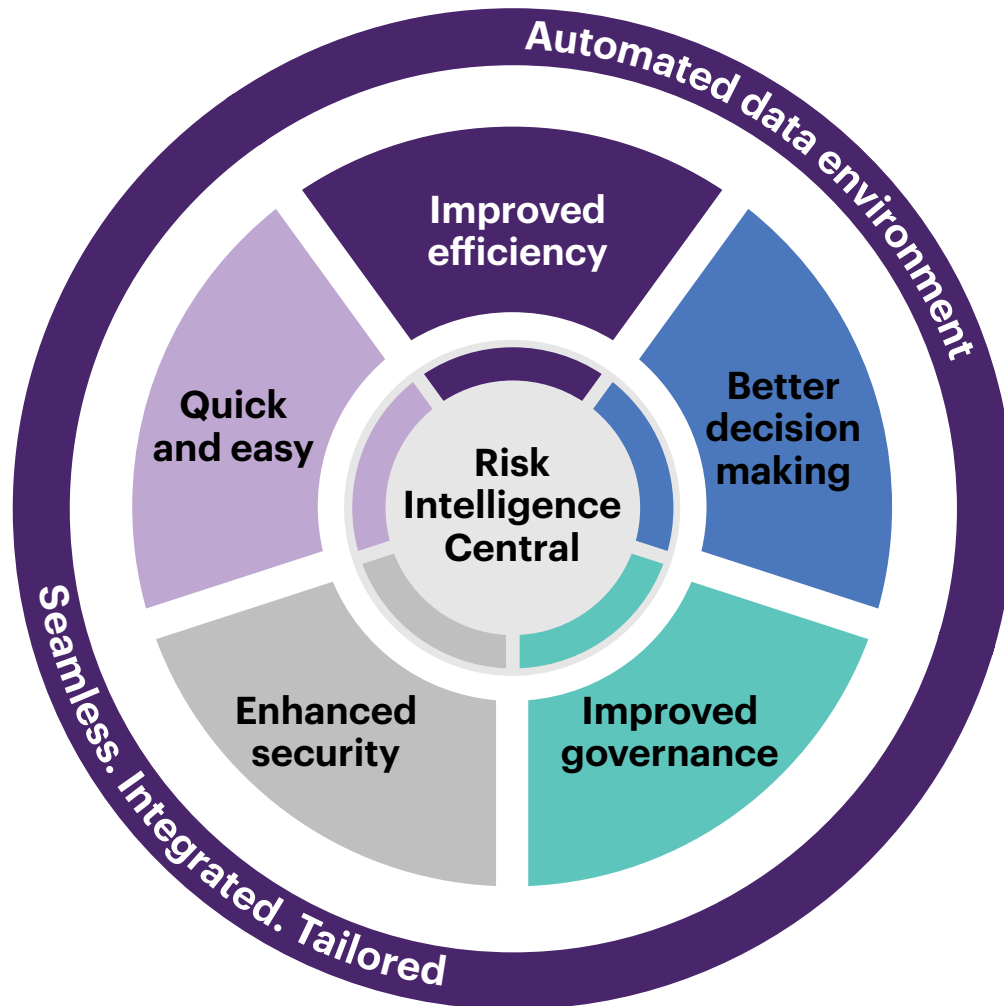 Automated data environment
Improved
efficiency
Better
decision
making
Improved
governance
Enhanced
security
Quick
and easy
Risk
Intelligence
Central
Seamless. Integrated. Tailored